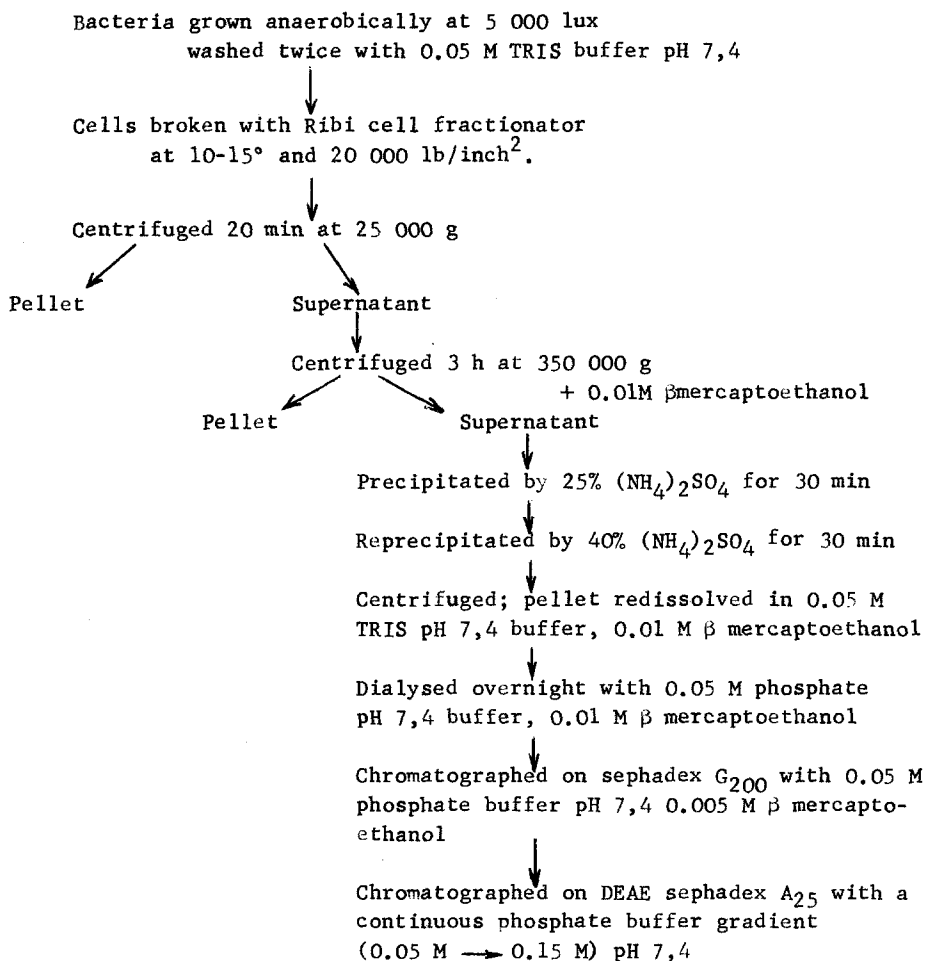 Bacteria grown anaerobically at 5 000 lux
washed twice with 0.05 M TRIS buffer pH 7,4
Cells broken with Ribi cell fractionator
at 10-15° and 20 000 lb/inch².
Centrifuged 20 min at 25 000 g
Pellet Supernatant
Centrifuged 3 h at 350 000 g
+ 0.01M βmercaptoethanol
Pellet Supernatant
Precipitated by 25% (NH₄)₂SO₄ for 30 min
Reprecipitated by 40% (NH₄)₂SO₄ for 30 min
Centrifuged; pellet redissolved in 0.05 M
TRIS pH 7,4 buffer, 0.01 M β mercaptoethanol
Dialysed overnight with 0.05 M phosphate
pH 7,4 buffer, 0.01 M β mercaptoethanol
Chromatographed on sephadex G₂₀₀ with 0.05 M
phosphate buffer pH 7,4 0.005 M β mercapto-
ethanol
Chromatographed on DEAE sephadex A₂₅ with a
continuous phosphate buffer gradient
(0.05 M → 0.15 M) pH 7,4